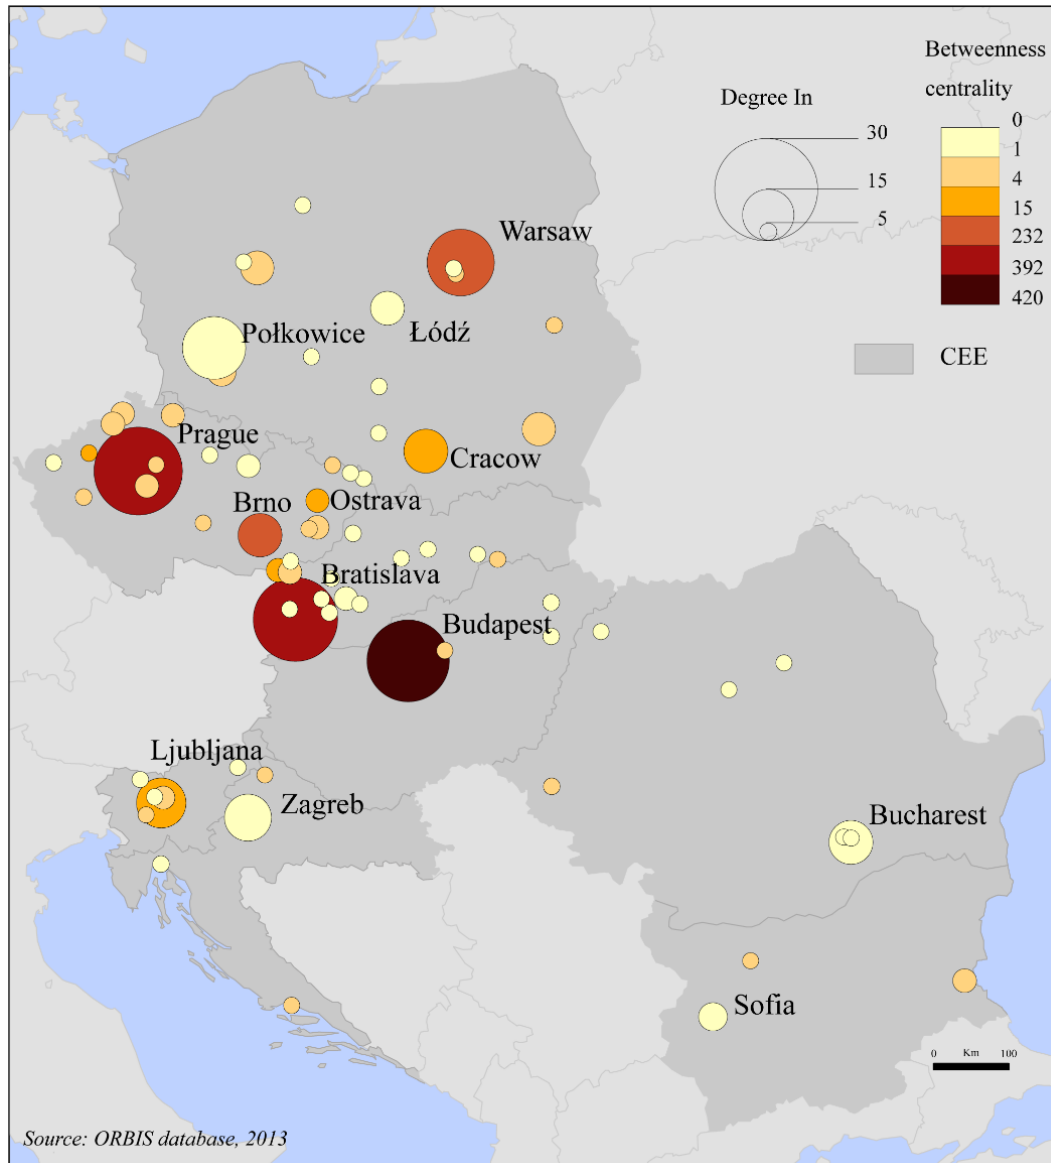 Betweenness
centrality
Degree In
0
1
4
15
232
392
420
30
15
5
CEE
Warsaw
Połkowice
Łódź
Prague
Cracow
Brno
Ostrava
Bratislava
Budapest
Ljubljana
Zagreb
Bucharest
Sofia
0 Km 100
Source: ORBIS database, 2013